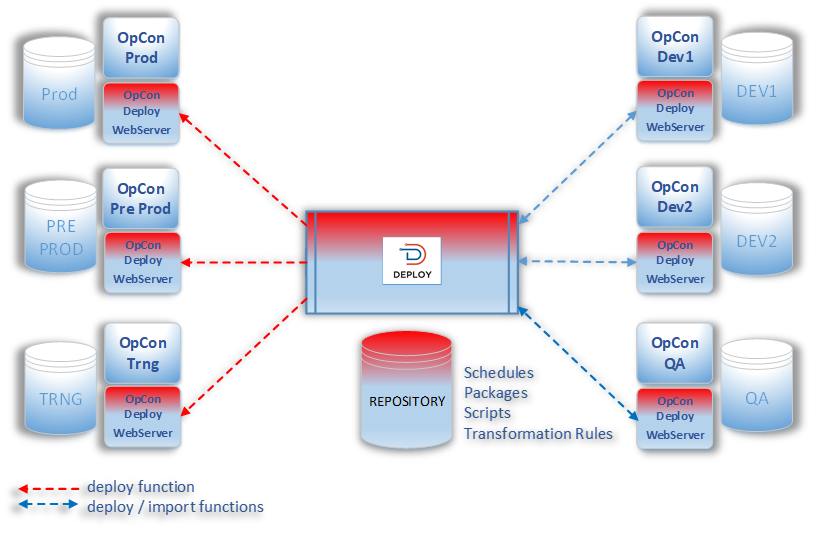 OpCon
Prod
Prod
OpCon
Deploy
WebServer
OpCon
Dev1
DEV1
OpCon
Deploy
WebServer
OpCon
Pre Prod
PRE
PROD
OpCon
Deploy
WebServer
DEPLOY
OpCon
Dev2
DEV2
OpCon
Deploy
WebServer
OpCon
Trng
TRNG
OpCon
Deploy
WebServer
REPOSITORY
Schedules
Packages
Scripts
Transformation Rules
OpCon
QA
QA
OpCon
Deploy
WebServer
deploy function
deploy / import functions